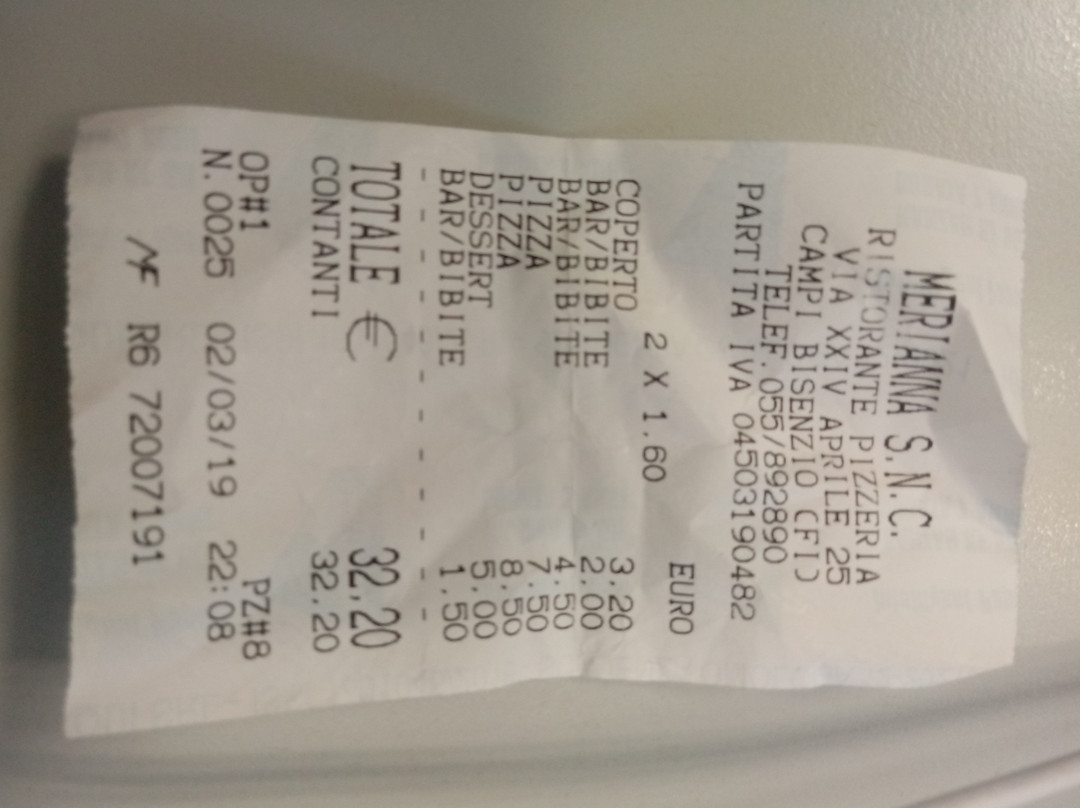 MERIANNA S.N.C.
RISTORANTE PIZZERIA
VIA XXIV APRILE 25
CAMPI BISENZIO (FI)
TELEF.055/892890
PARTITA IVA 04503190482
EURO
2 X 1.60
COPERTO 3.20
BAR/BIBITE 2.00
BAR/BIBITE 4.50
PIZZA 7.50
PIZZA 8.50
DESSERT 5.00
BAR/BIBITE 1.50
TOTALE € 32,20
CONTANTI 32.20
OP#1 PZ#8
N.0025 02/03/19 22:08
MF R6 72007191